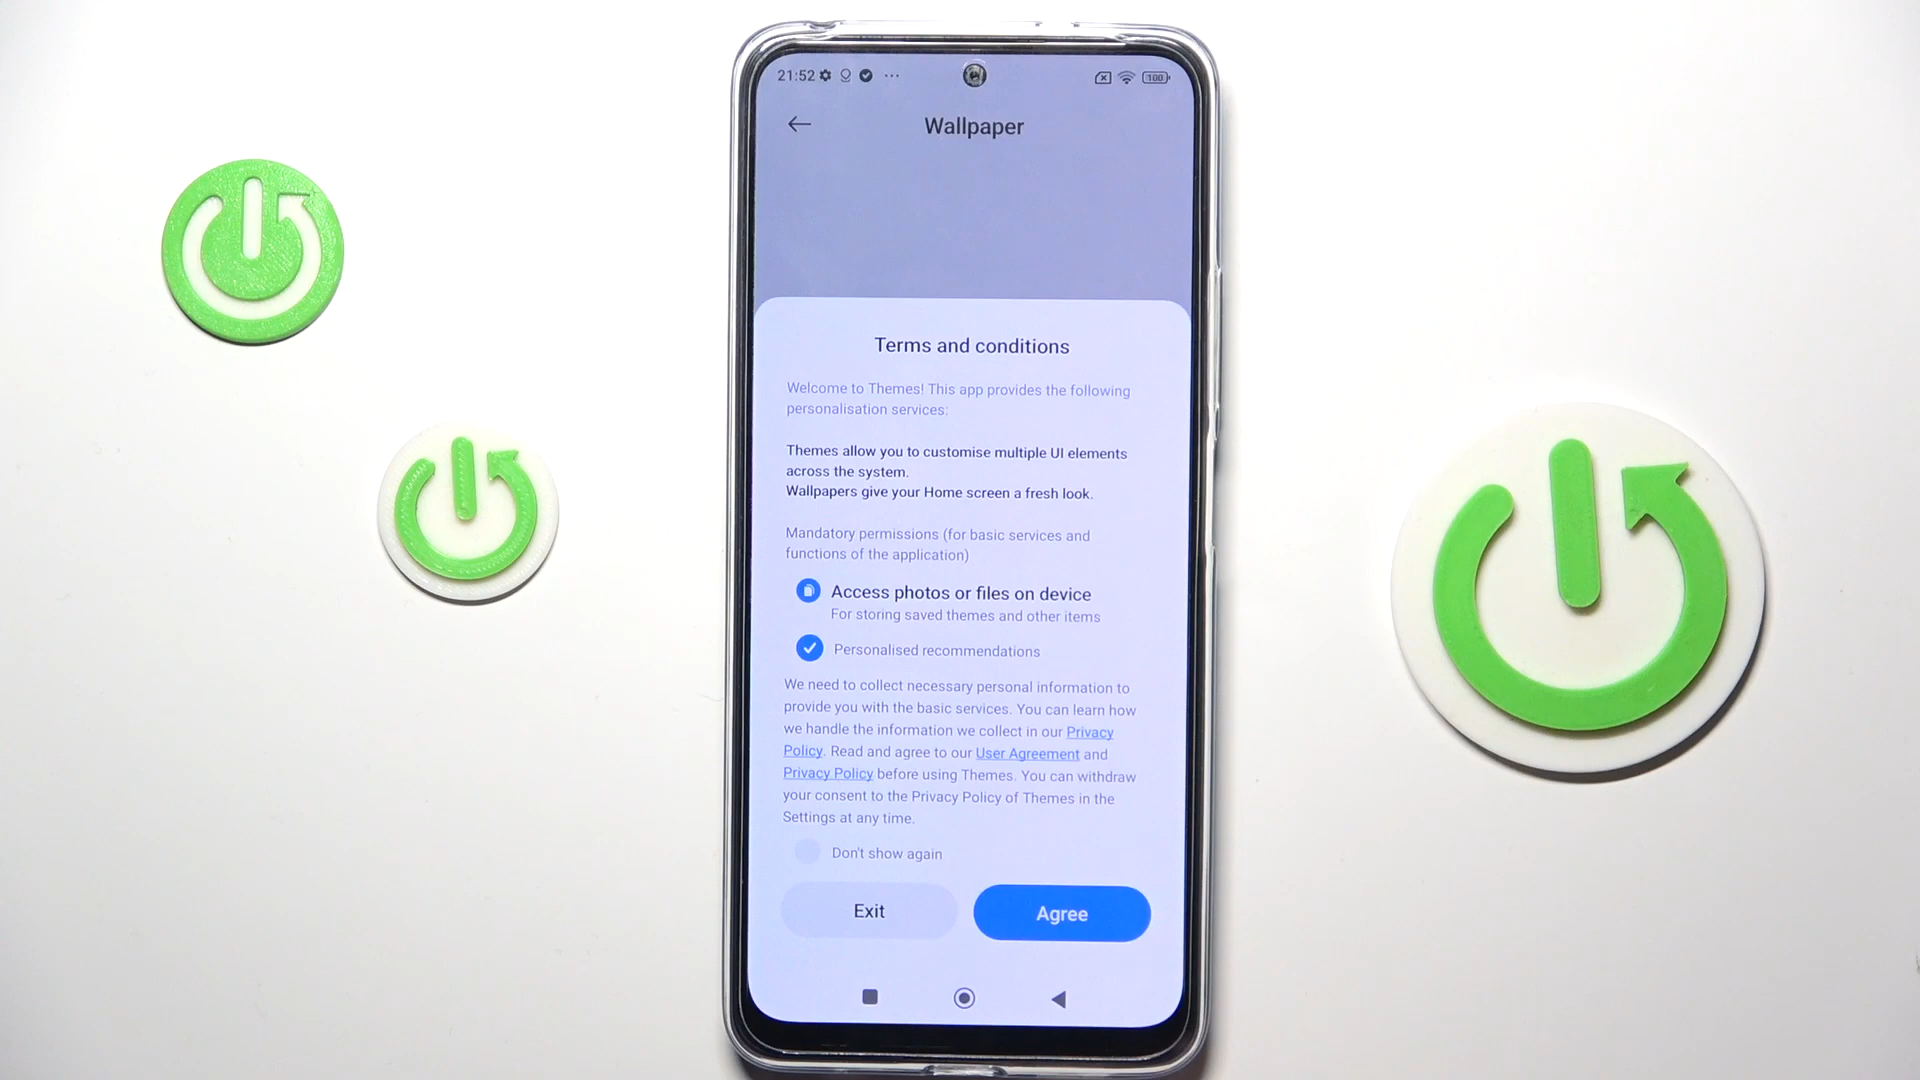 21:52
100
Wallpaper
Terms and conditions
Welcome to Themes! This app provides the following
personalisation services:
Themes allow you to customise multiple UI elements
across the system.
Wallpapers give your Home screen a fresh look.
Mandatory permissions (for basic services and
functions of the application)
Access photos or files on device
For storing saved themes and other items
Personalised recommendations
We need to collect necessary personal information to
provide you with the basic services. You can learn how
we handle the information we collect in our Privacy
Policy. Read and agree to our User Agreement and
Privacy Policy before using Themes. You can withdraw
your consent to the Privacy Policy of Themes in the
Settings at any time.
Don't show again
Exit
Agree